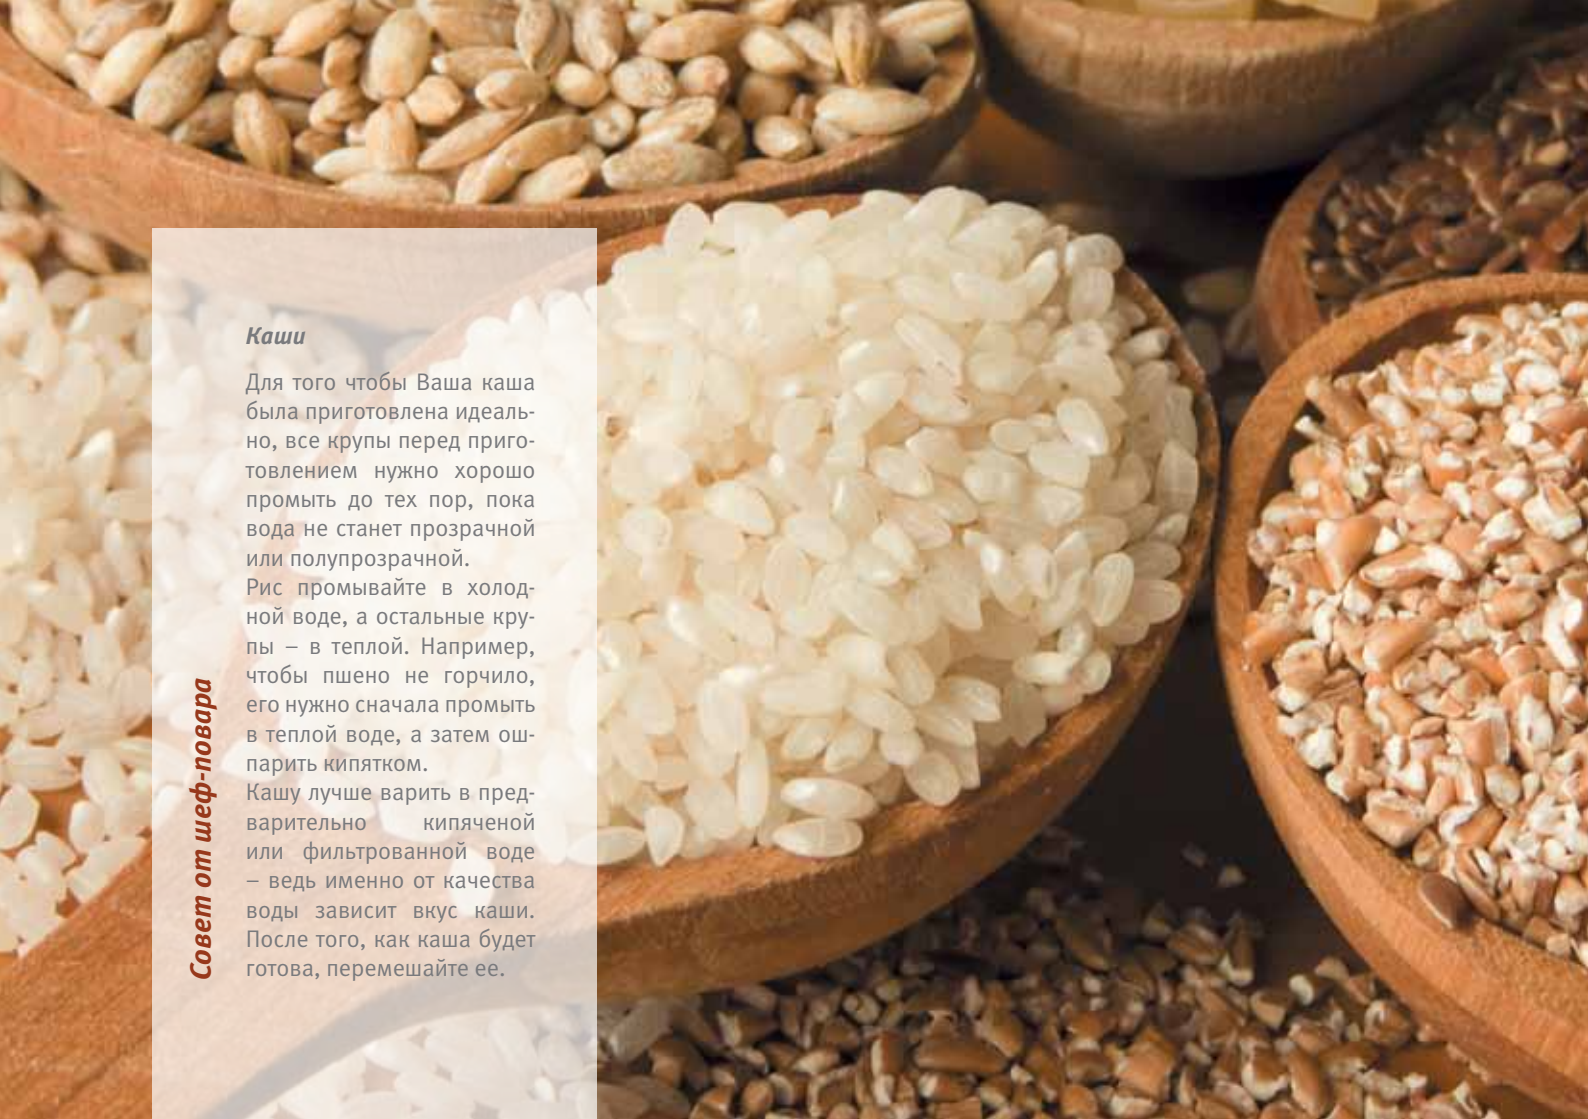 Каши
Для того чтобы Ваша каша
была приготовлена идеаль-
но, все крупы перед приго-
товлением нужно хорошо
промыть до тех пор, пока
вода не станет прозрачной
или полупрозрачной.
Рис промывайте в холод-
ной воде, а остальные кру-
пы – в теплой. Например,
чтобы пшено не горчило,
его нужно сначала промыть
в теплой воде, а затем ош-
парить кипятком.
Кашу лучше варить в пред-
варительно кипяченой
или фильтрованной воде
– ведь именно от качества
воды зависит вкус каши.
После того, как каша будет
готова, перемешайте ее.
Совет от шеф-повара